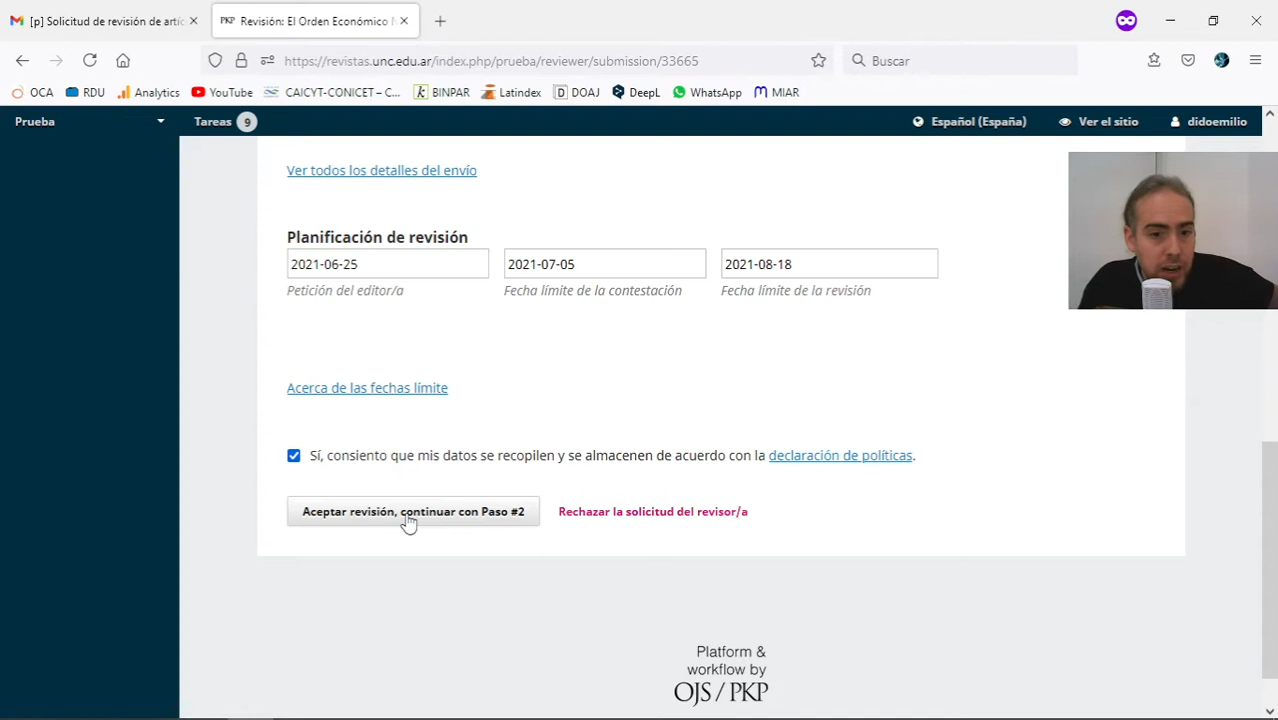 [p] Solicitud de revisión de artíc
PKP Revisión: El Orden Económico N
https://revistas.unc.edu.ar/index.php/prueba/reviewer/submission/33665
Buscar
OCA RDU Analytics YouTube CAICYT-CONICET – C... BINPAR Latindex DOAJ DeepL WhatsApp MIAR
Prueba Tareas 9 Español (España) Ver el sitio didoemilio
Ver todos los detalles del envío
Planificación de revisión
2021-06-25 2021-07-05 2021-08-18
Petición del editor/a Fecha límite de la contestación Fecha límite de la revisión
Acerca de las fechas límite
Sí, consiento que mis datos se recopilen y se almacenen de acuerdo con la declaración de políticas.
Aceptar revisión, continuar con Paso #2 Rechazar la solicitud del revisor/a
Platform &
workflow by
OJS / PKP